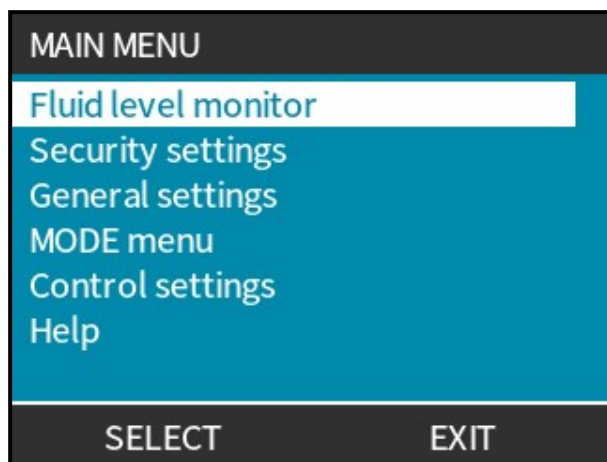 MAIN MENU
Fluid level monitor
Security settings
General settings
MODE menu
Control settings
Help
SELECT EXIT